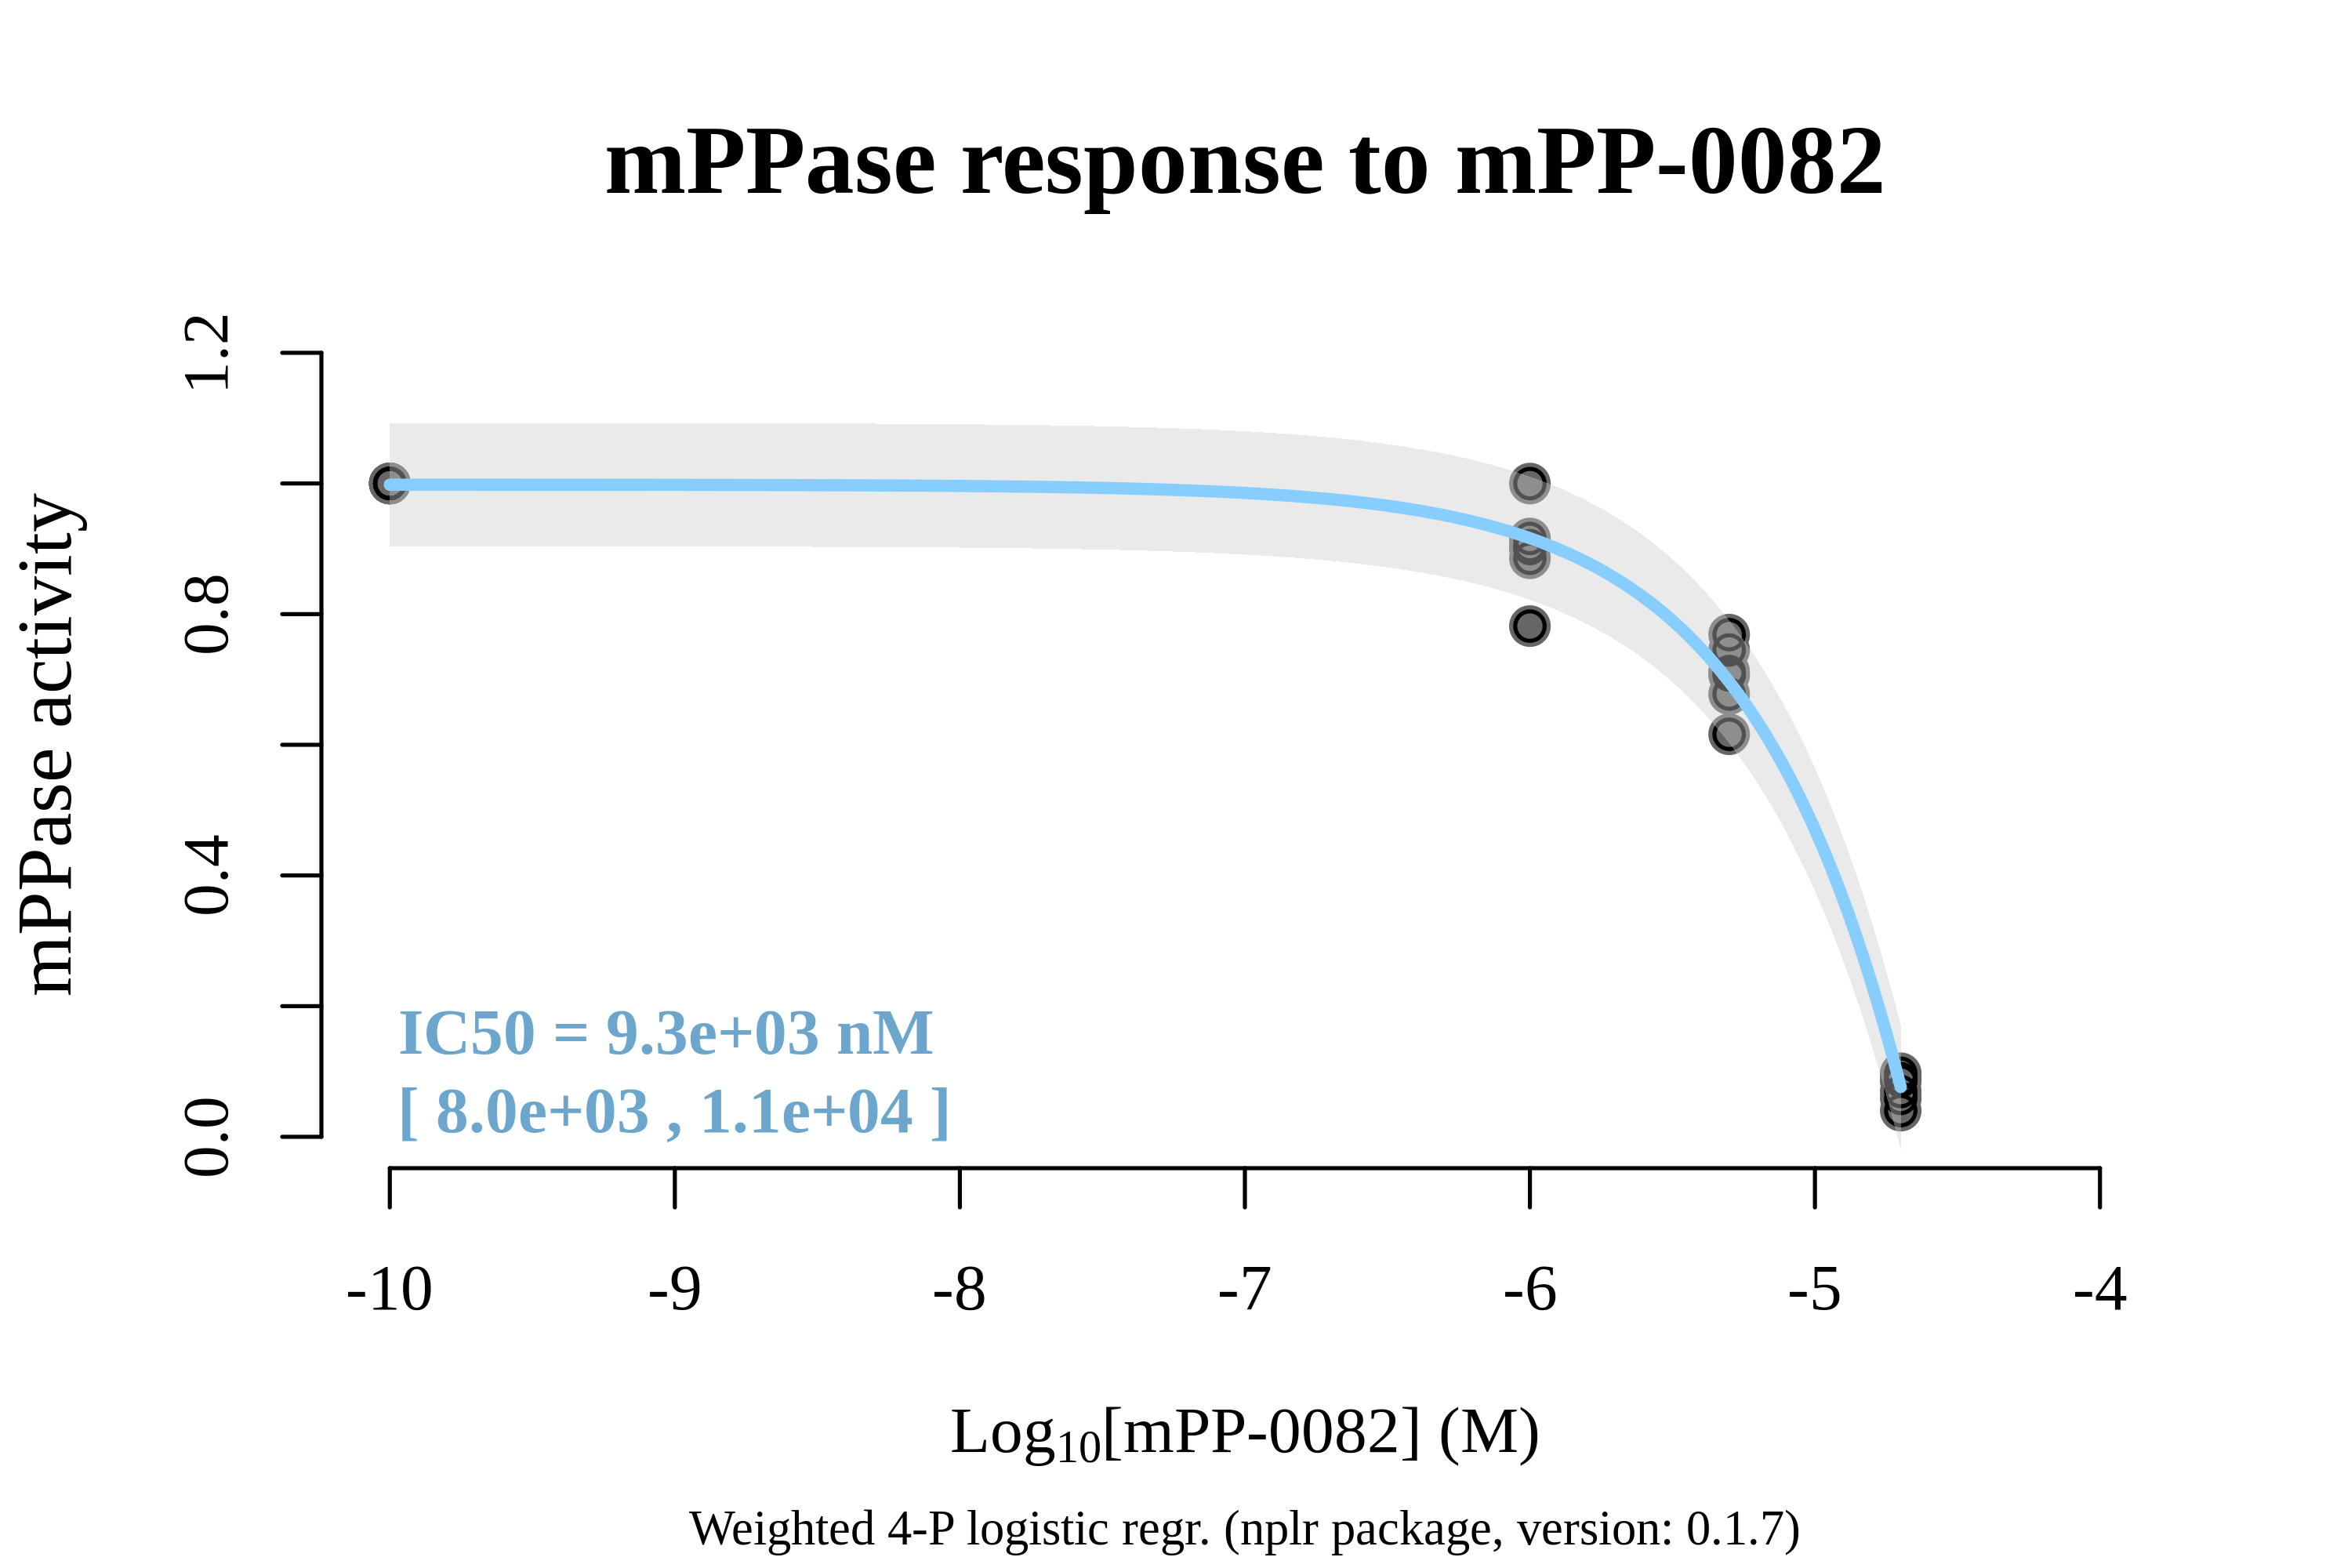 mPPase response to mPP-0082
mPPase activity
1.2
0.8
0.4
0.0
IC50 = 9.3e+03 nM
[ 8.0e+03 , 1.1e+04 ]
-10 -9 -8 -7 -6 -5 -4
Log10[mPP-0082] (M)
Weighted 4-P logistic regr. (nplr package, version: 0.1.7)